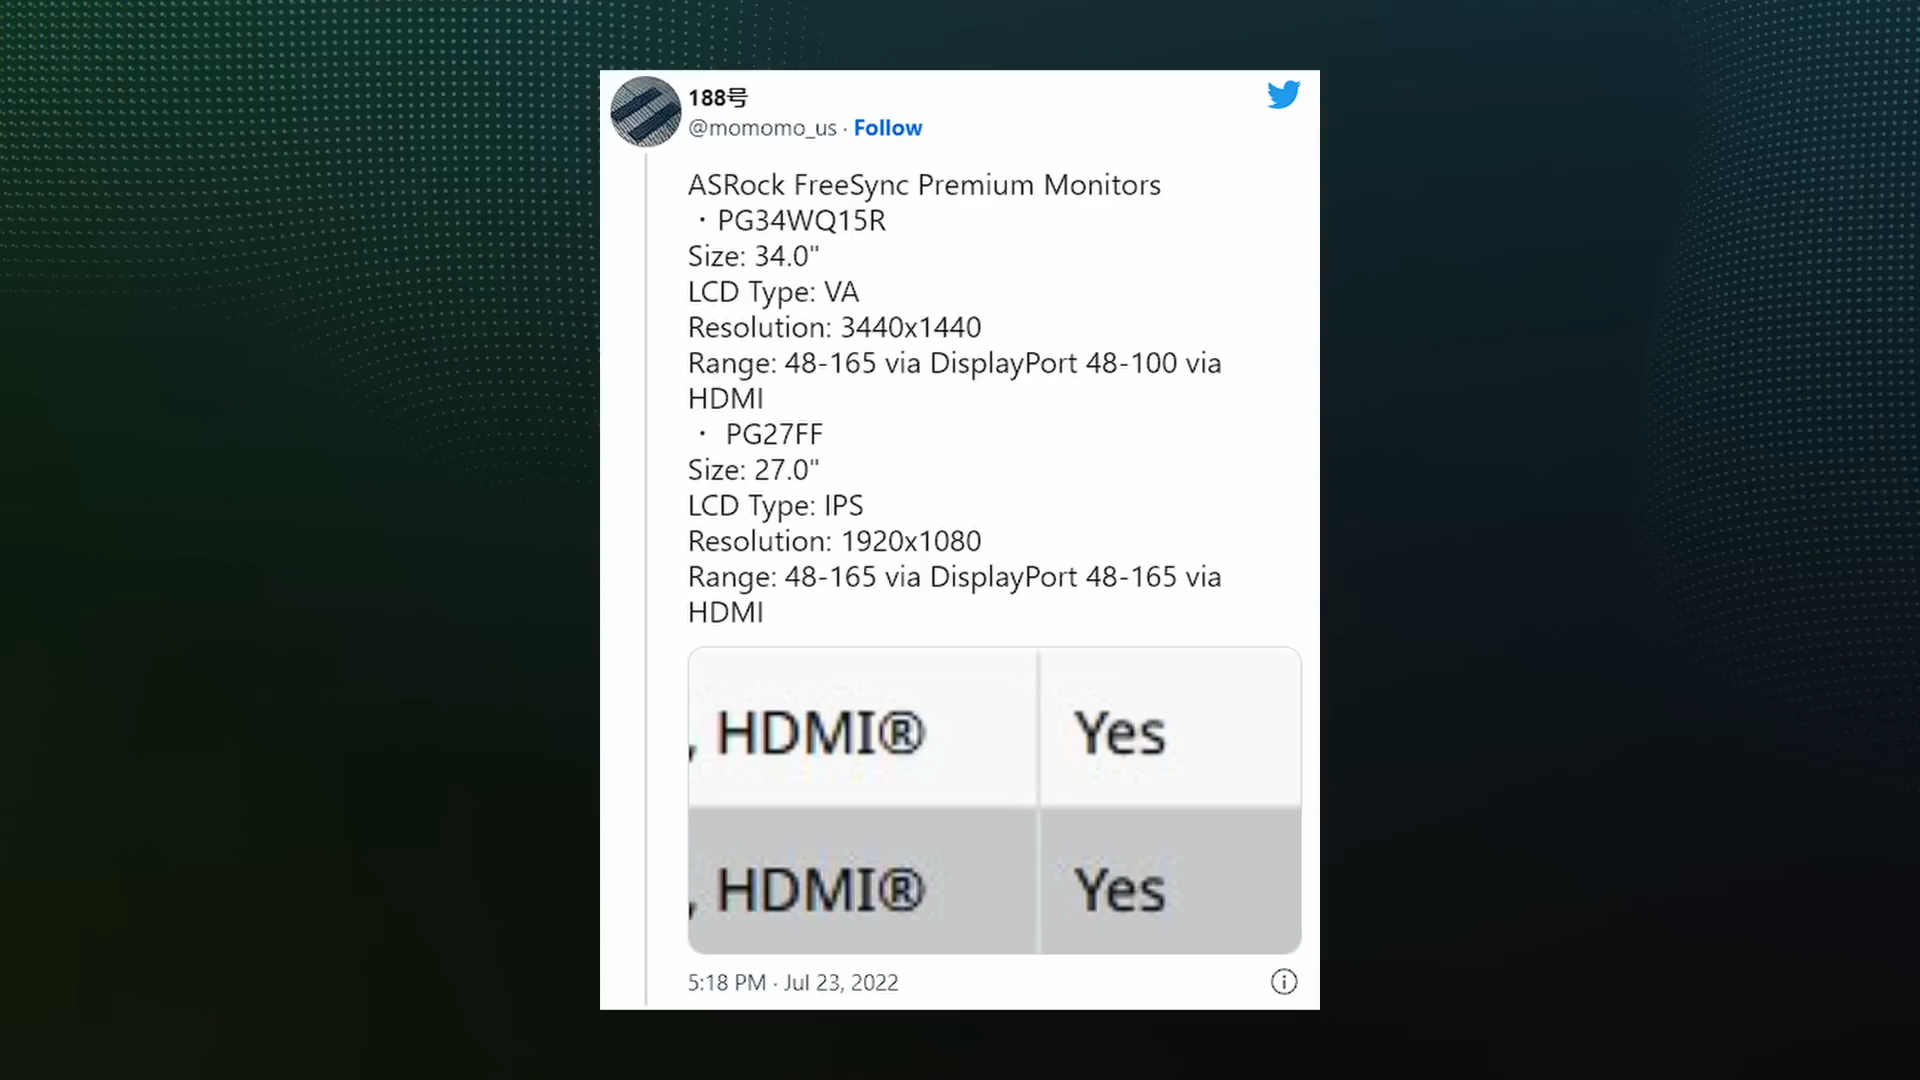 188号
@momomo_us · Follow
ASRock FreeSync Premium Monitors
・PG34WQ15R
Size: 34.0"
LCD Type: VA
Resolution: 3440x1440
Range: 48-165 via DisplayPort 48-100 via
HDMI
・ PG27FF
Size: 27.0"
LCD Type: IPS
Resolution: 1920x1080
Range: 48-165 via DisplayPort 48-165 via
HDMI
, HDMI® Yes
, HDMI® Yes
5:18 PM · Jul 23, 2022